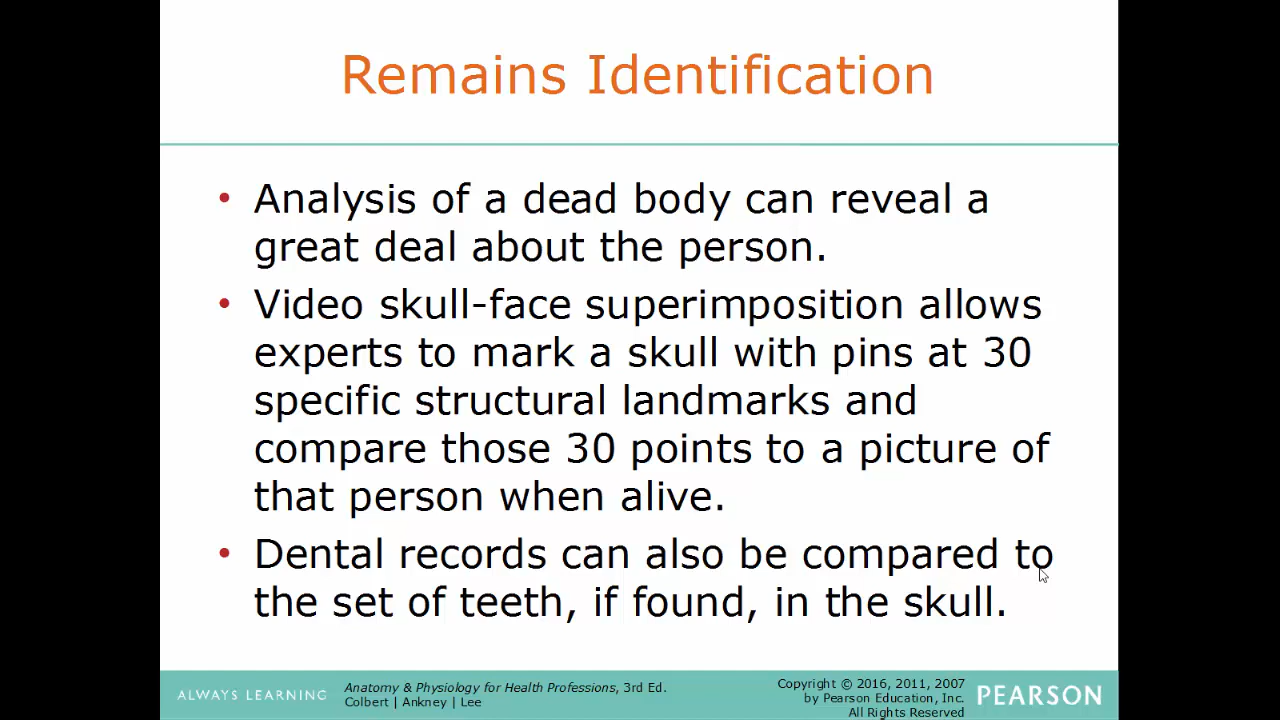 Remains Identification
• Analysis of a dead body can reveal a
great deal about the person.
• Video skull-face superimposition allows
experts to mark a skull with pins at 30
specific structural landmarks and
compare those 30 points to a picture of
that person when alive.
• Dental records can also be compared to
the set of teeth, if found, in the skull.
ALWAYS LEARNING
Anatomy & Physiology for Health Professions, 3rd Ed.
Colbert | Ankney | Lee
Copyright © 2016, 2011, 2007
by Pearson Education, Inc.
All Rights Reserved
PEARSON